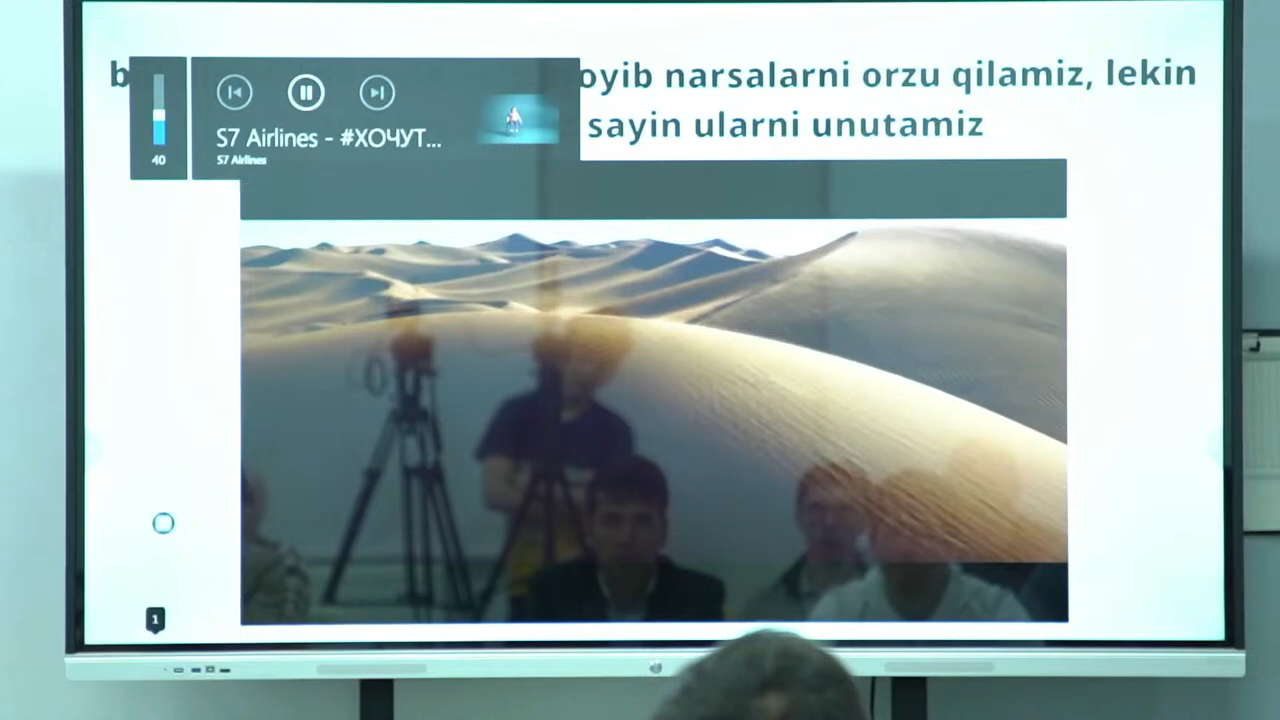 oyib narsalarni orzu qilamiz, lekin
sayin ularni unutamiz
S7 Airlines - #ХОЧУТ...
S7 Airlines
40
1